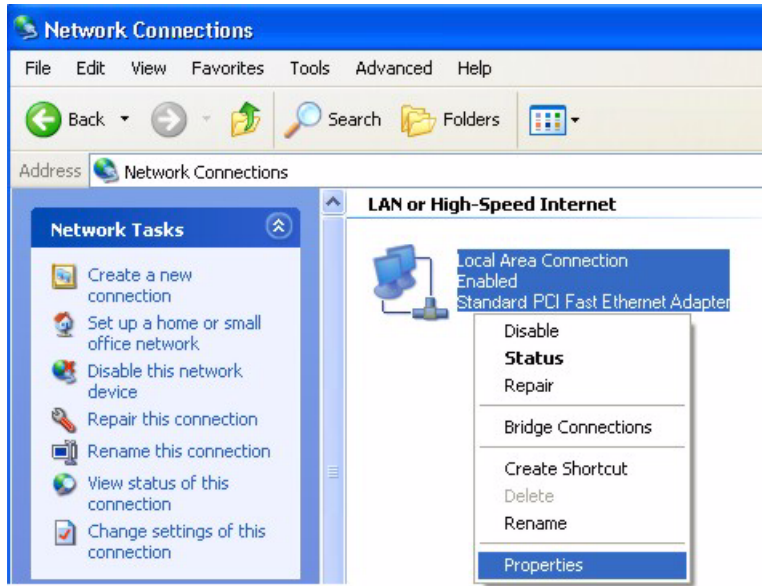 Network Connections
File Edit View Favorites Tools Advanced Help
Back Search Folders
Address Network Connections
Network Tasks
Create a new
connection
Set up a home or small
office network
Disable this network
device
Repair this connection
Rename this connection
View status of this
connection
Change settings of this
connection
LAN or High-Speed Internet
Local Area Connection
Enabled
Standard PCI Fast Ethernet Adapter
Disable
Status
Repair
Bridge Connections
Create Shortcut
Delete
Rename
Properties